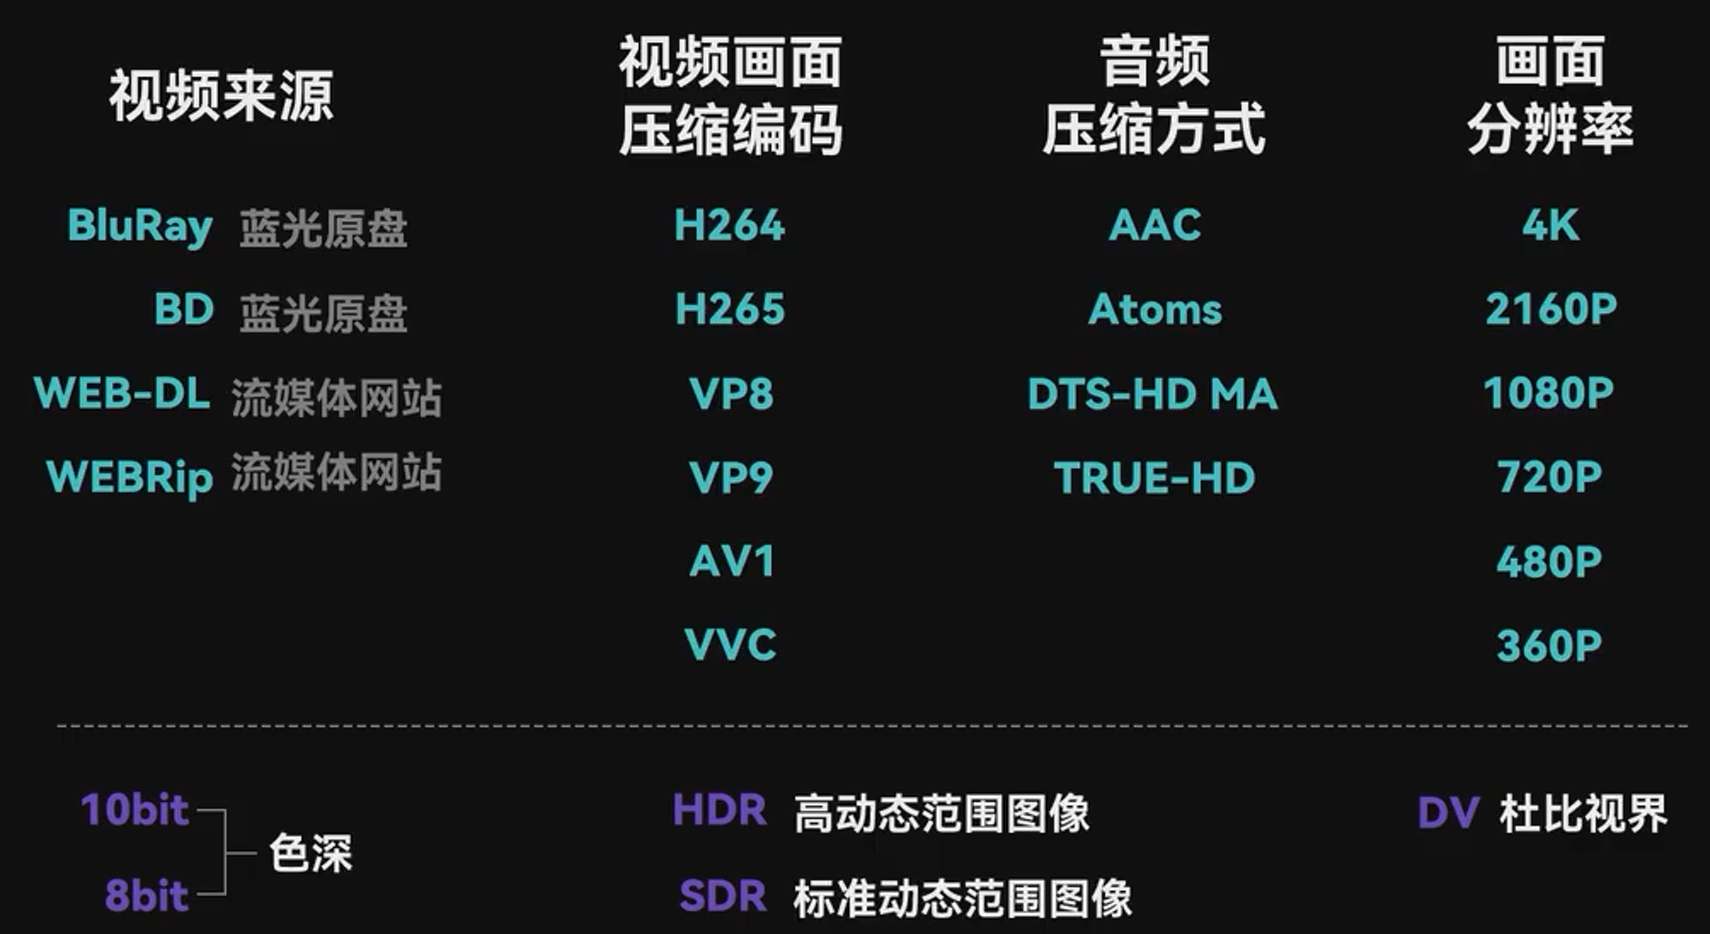 视频来源
视频画面
压缩编码
音频
压缩方式
画面
分辨率
BluRay 蓝光原盘 H264 AAC 4K
BD 蓝光原盘 H265 Atoms 2160P
WEB-DL 流媒体网站 VP8 DTS-HD MA 1080P
WEBRip 流媒体网站 VP9 TRUE-HD 720P
AV1 480P
VVC 360P
10bit
8bit
色深
HDR 高动态范围图像
SDR 标准动态范围图像
DV 杜比视界